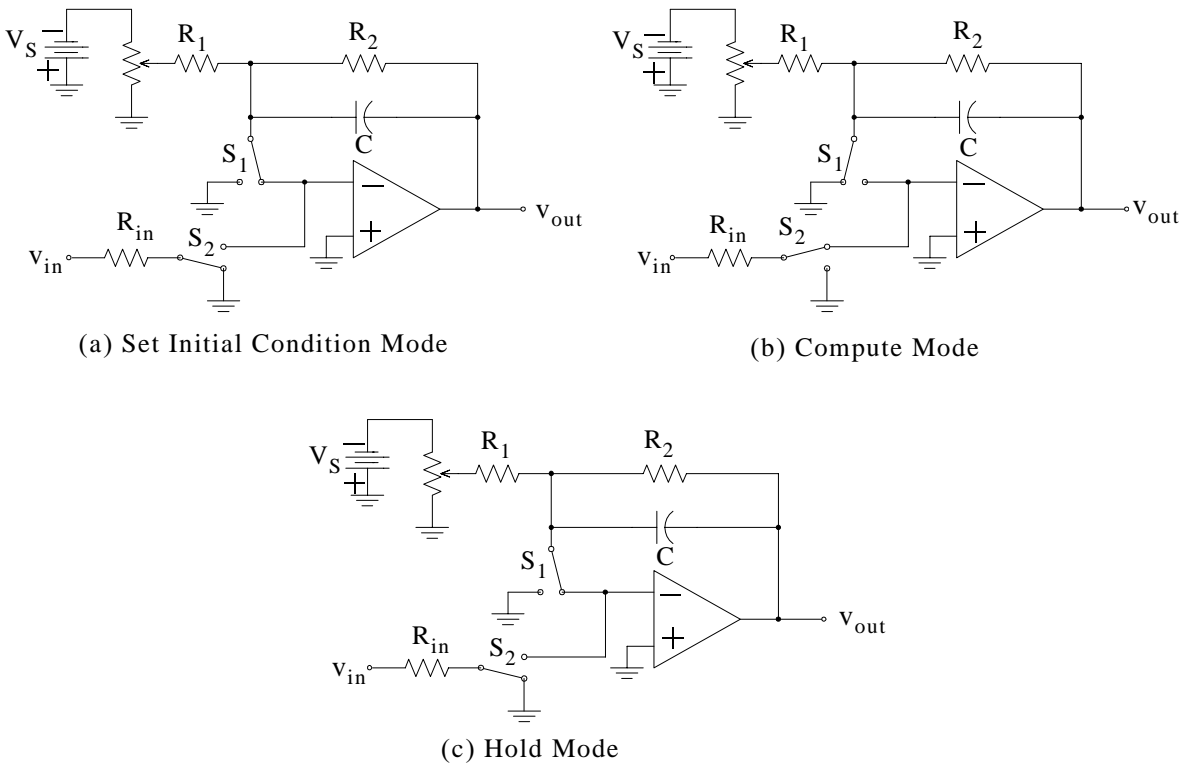 V_S
R_1
R_2
C
S_1
S_2
R_in
v_in
v_out
(a) Set Initial Condition Mode
V_S
R_1
R_2
C
S_1
S_2
R_in
v_in
v_out
(b) Compute Mode
V_S
R_1
R_2
C
S_1
S_2
R_in
v_in
v_out
(c) Hold Mode